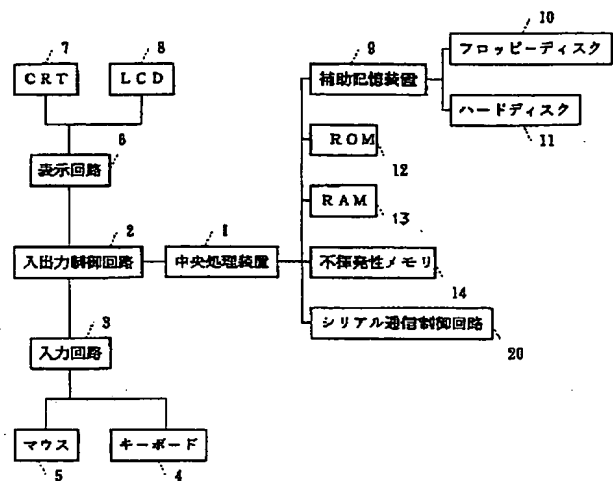 7
8
9
10
CRT
LCD
補助記憶装置
フロッピーディスク
ハードディスク
11
6
表示回路
ROM
12
RAM
13
2
1
入出力制御回路
中央処理装置
不揮発性メモリ
14
3
入力回路
シリアル通信制御回路
20
マウス
キーボード
5
4